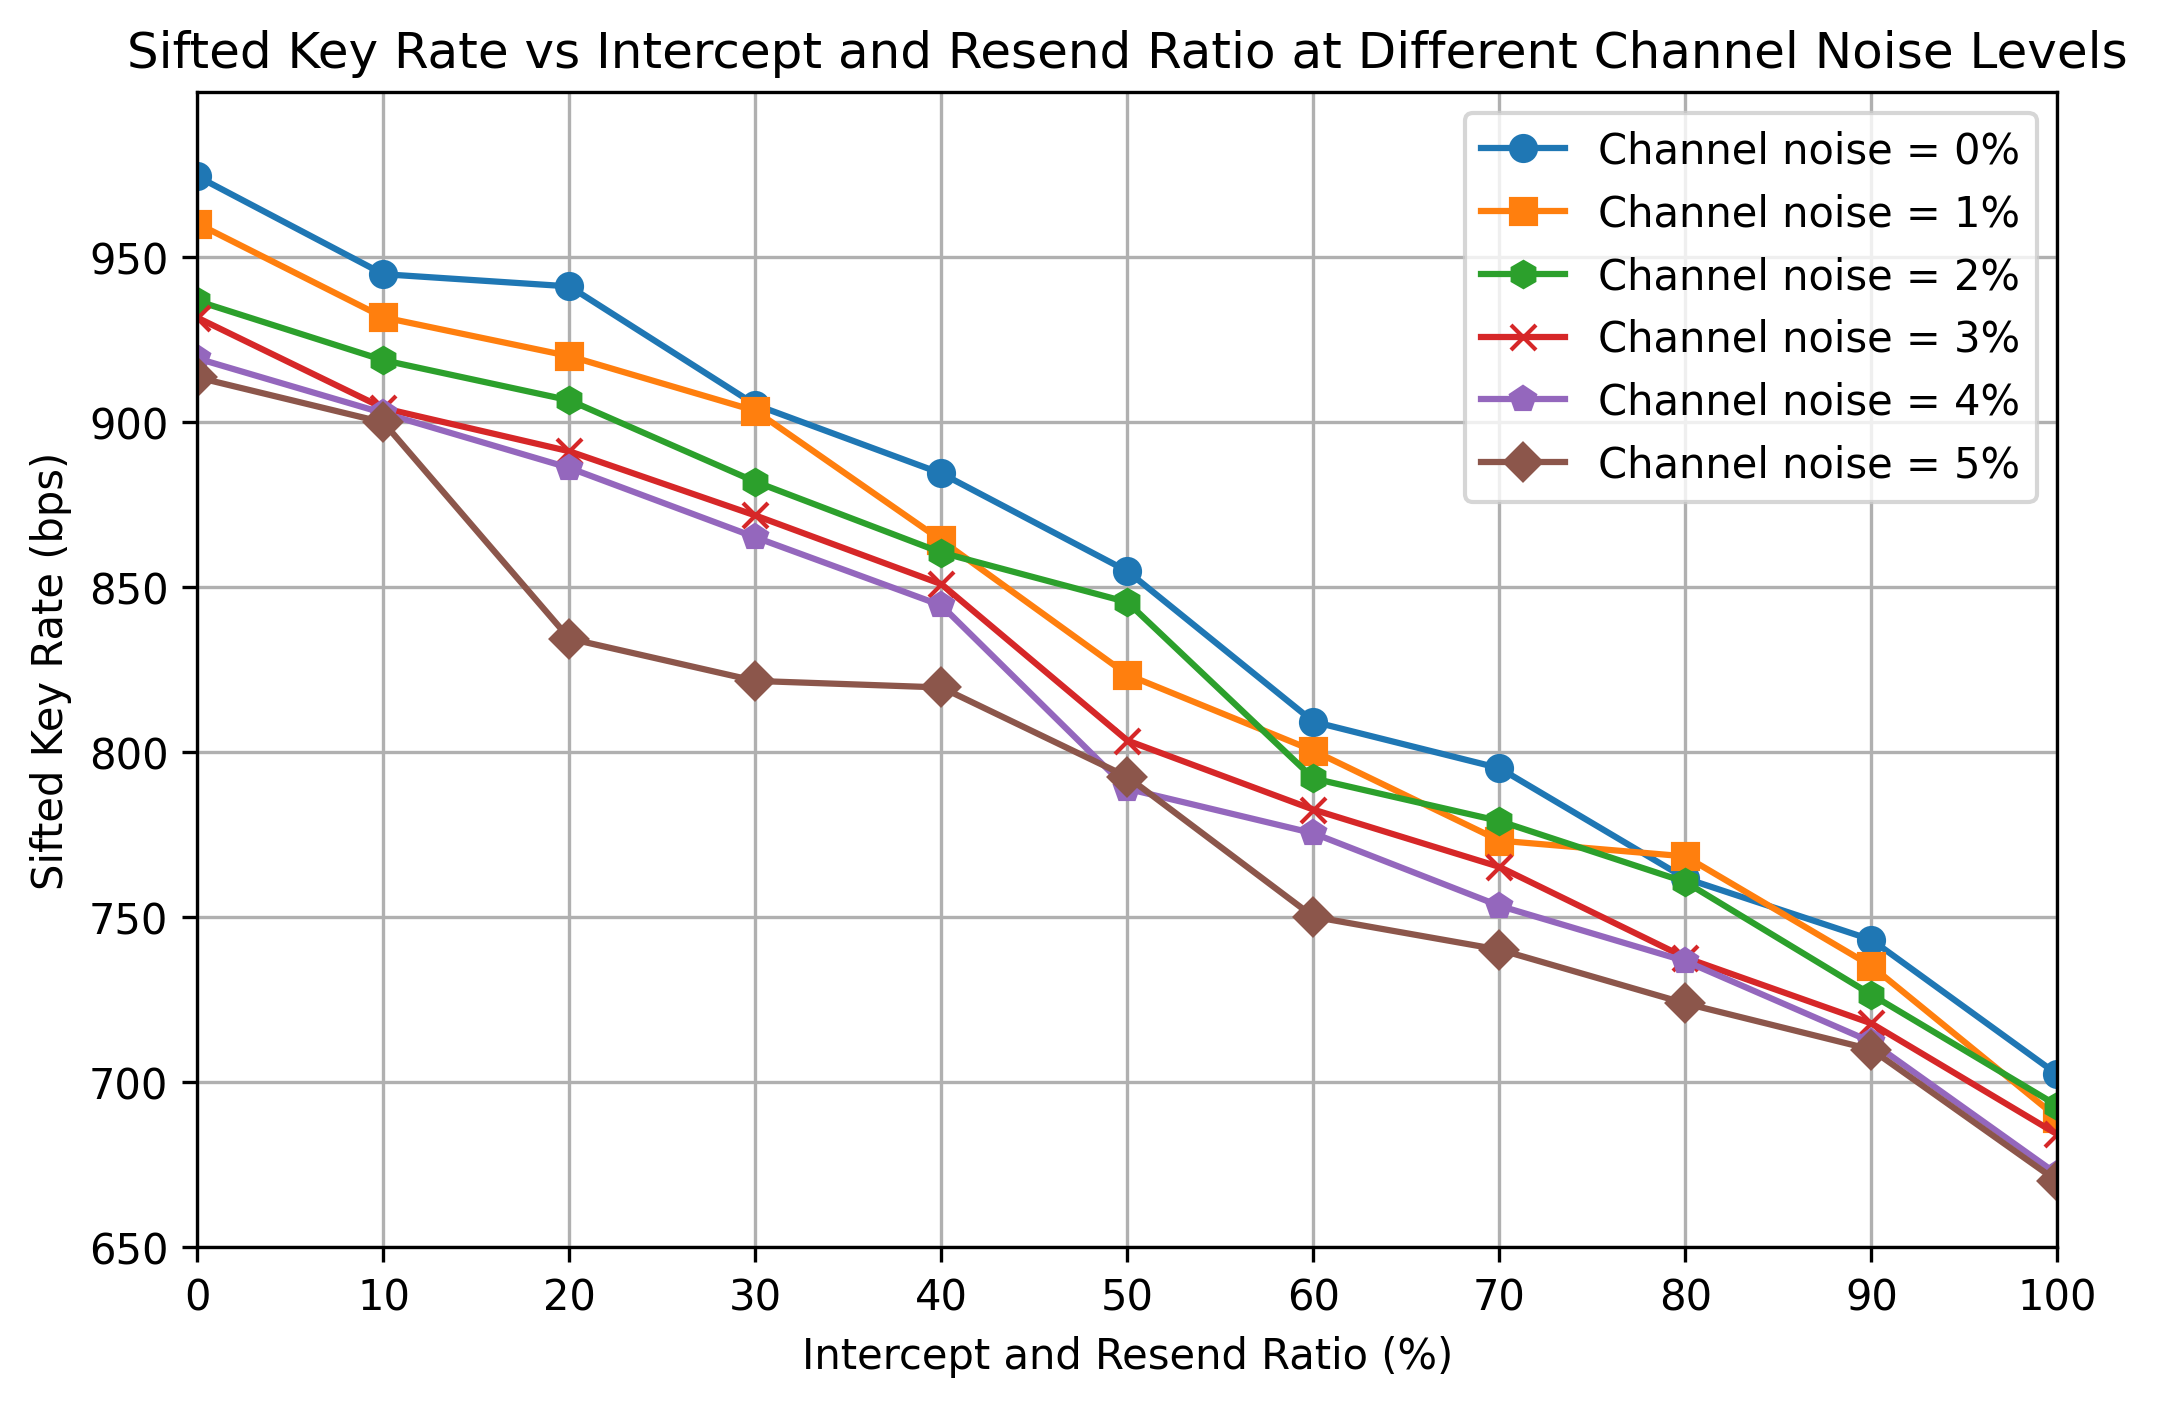 Sifted Key Rate vs Intercept and Resend Ratio at Different Channel Noise Levels
Channel noise = 0%
Channel noise = 1%
Channel noise = 2%
Channel noise = 3%
Channel noise = 4%
Channel noise = 5%
Sifted Key Rate (bps)
950
900
850
800
750
700
650
0 10 20 30 40 50 60 70 80 90 100
Intercept and Resend Ratio (%)